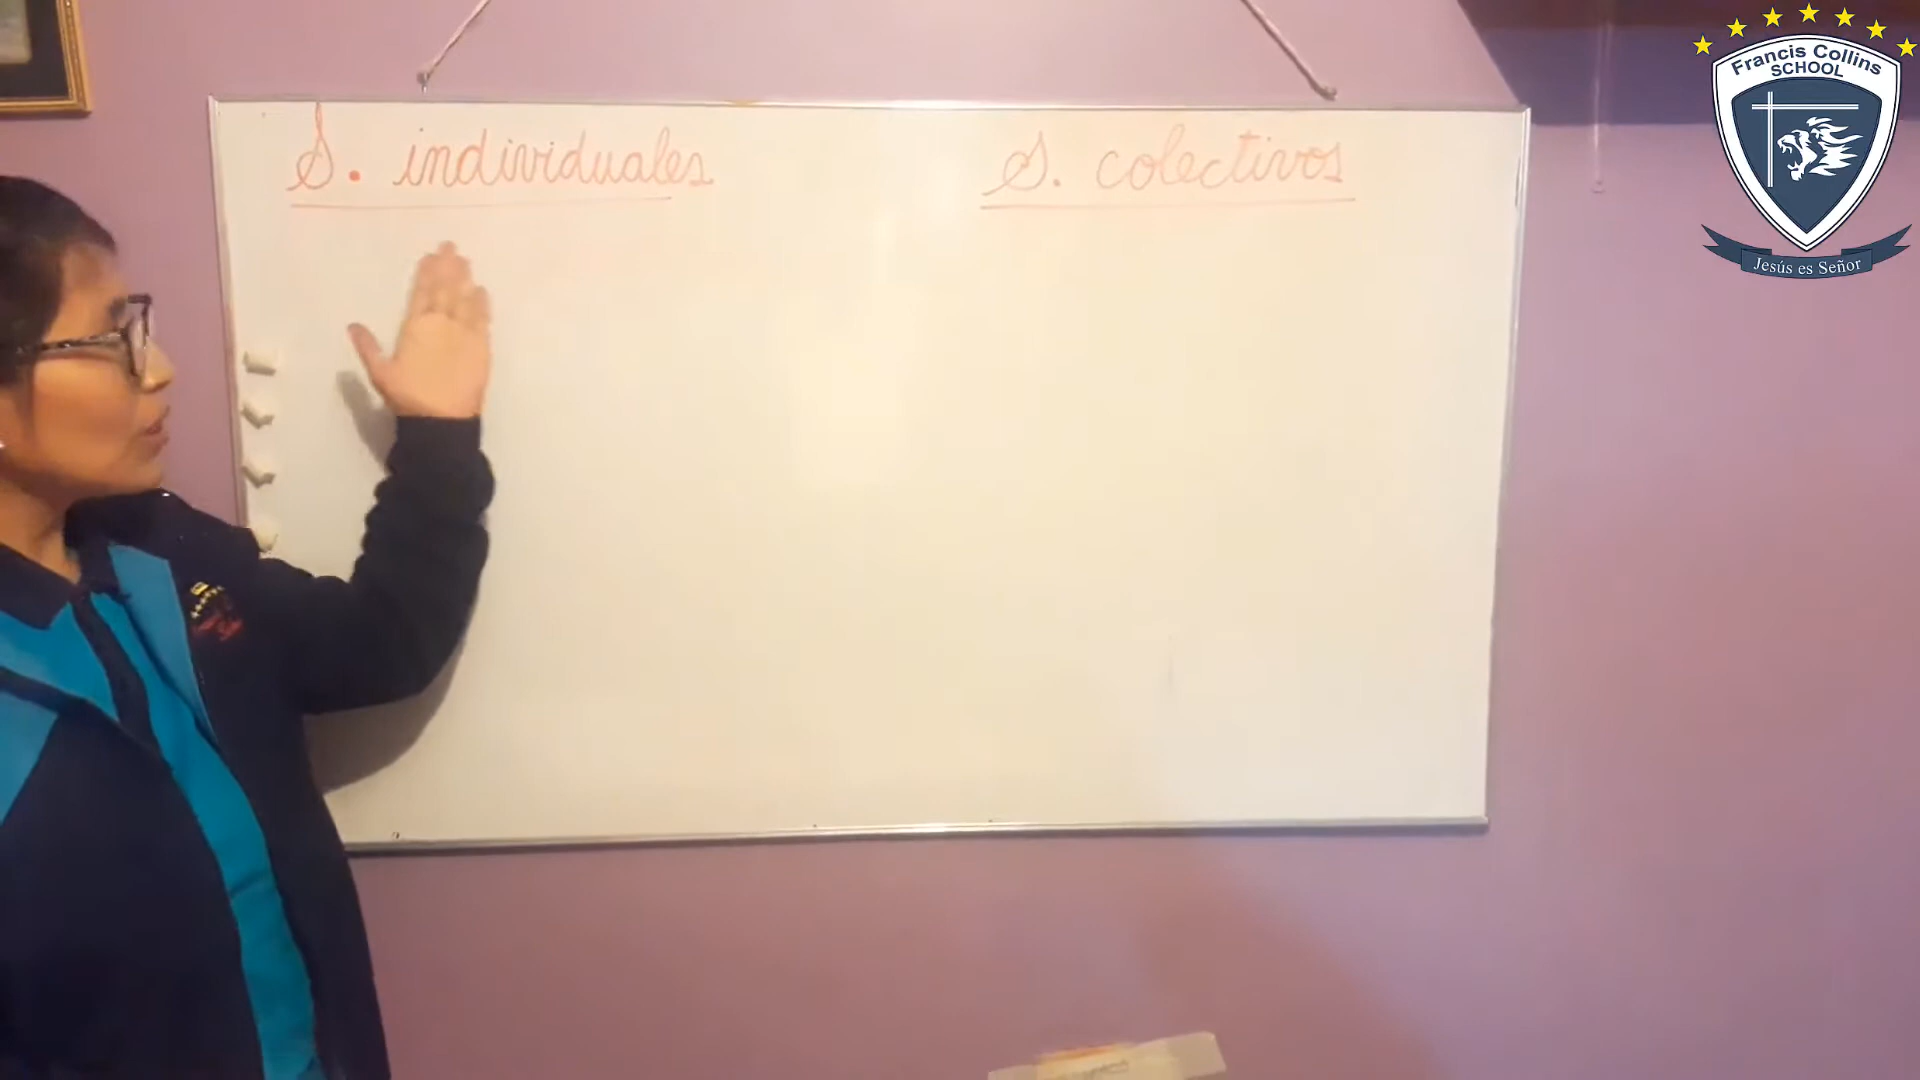 S. individuales
S. colectivos
Francis Collins
SCHOOL
Jesús es Señor